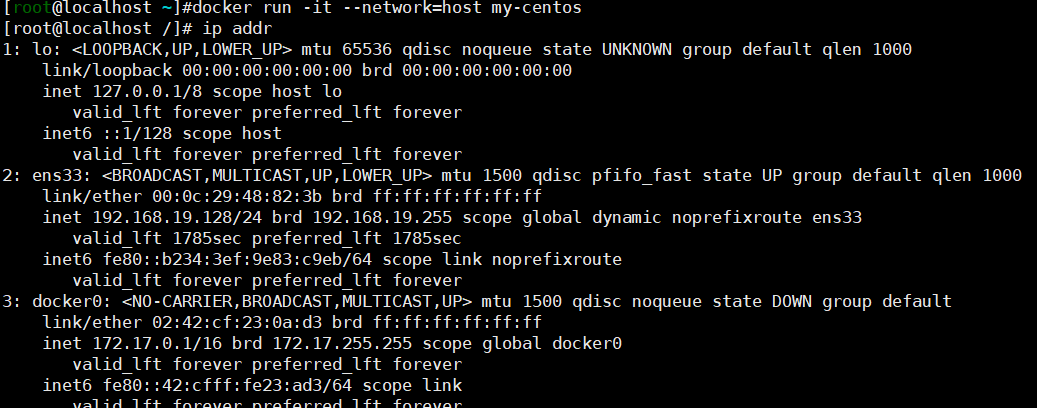 [root@localhost ~]#docker run -it --network=host my-centos
[root@localhost /]# ip addr
1: lo: <LOOPBACK,UP,LOWER_UP> mtu 65536 qdisc noqueue state UNKNOWN group default qlen 1000
link/loopback 00:00:00:00:00:00 brd 00:00:00:00:00:00
inet 127.0.0.1/8 scope host lo
valid_lft forever preferred_lft forever
inet6 ::1/128 scope host
valid_lft forever preferred_lft forever
2: ens33: <BROADCAST,MULTICAST,UP,LOWER_UP> mtu 1500 qdisc pfifo_fast state UP group default qlen 1000
link/ether 00:0c:29:48:82:3b brd ff:ff:ff:ff:ff:ff
inet 192.168.19.128/24 brd 192.168.19.255 scope global dynamic noprefixroute ens33
valid_lft 1785sec preferred_lft 1785sec
inet6 fe80::b234:3ef:9e83:c9eb/64 scope link noprefixroute
valid_lft forever preferred_lft forever
3: docker0: <NO-CARRIER,BROADCAST,MULTICAST,UP> mtu 1500 qdisc noqueue state DOWN group default
link/ether 02:42:cf:23:0a:d3 brd ff:ff:ff:ff:ff:ff
inet 172.17.0.1/16 brd 172.17.255.255 scope global docker0
valid_lft forever preferred_lft forever
inet6 fe80::42:cfff:fe23:ad3/64 scope link
valid_lft forever preferred_lft forever